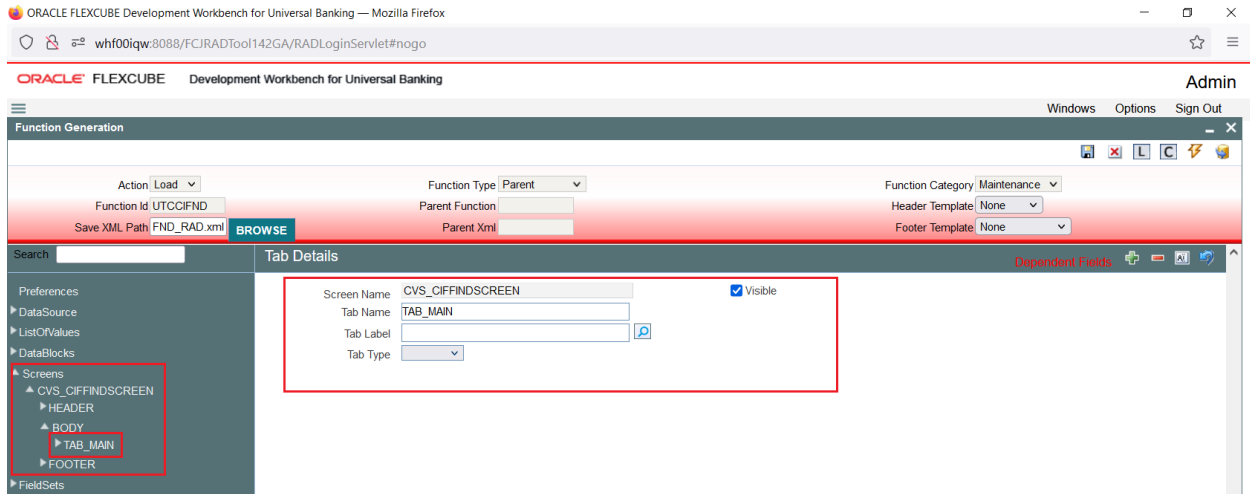 ORACLE FLEXCUBE Development Workbench for Universal Banking — Mozilla Firefox
whf00iqw:8088/FCJRADTool142GA/RADLoginServlet#nogo
ORACLE FLEXCUBE Development Workbench for Universal Banking
Admin
Windows Options Sign Out
Function Generation
L C
Action Load Function Type Parent Function Category Maintenance
Function Id UTCCIFND Parent Function Header Template None
Save XML Path FND_RAD.xml BROWSE Parent Xml Footer Template None
Search Tab Details Dependent Fields
Preferences
DataSource
ListOfValues
DataBlocks
Screens
CVS_CIFFINDSCREEN
HEADER
BODY
TAB_MAIN
FOOTER
FieldSets
Screen Name CVS_CIFFINDSCREEN Visible
Tab Name TAB_MAIN
Tab Label
Tab Type